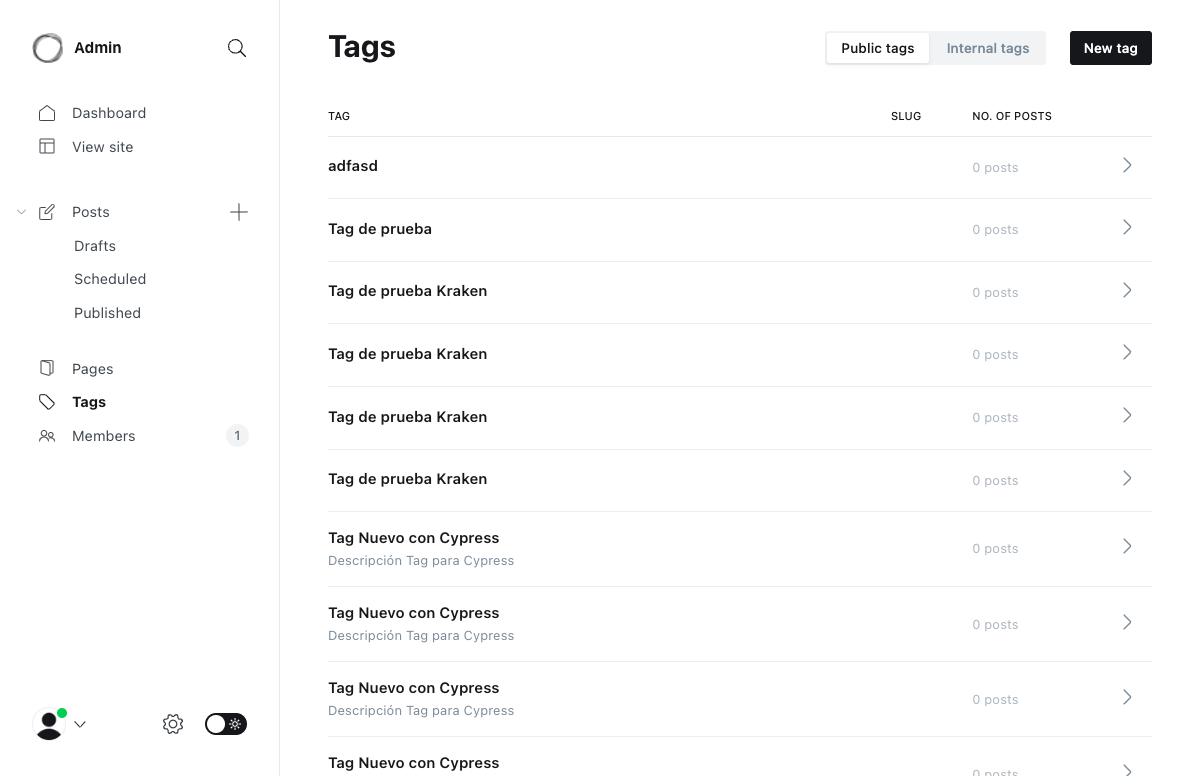 Admin
Dashboard
View site
Posts
Drafts
Scheduled
Published
Pages
Tags
Members 1
Tags
Public tags Internal tags New tag
TAG SLUG NO. OF POSTS
adfasd 0 posts
Tag de prueba 0 posts
Tag de prueba Kraken 0 posts
Tag de prueba Kraken 0 posts
Tag de prueba Kraken 0 posts
Tag de prueba Kraken 0 posts
Tag Nuevo con Cypress
Descripción Tag para Cypress 0 posts
Tag Nuevo con Cypress
Descripción Tag para Cypress 0 posts
Tag Nuevo con Cypress
Descripción Tag para Cypress 0 posts
Tag Nuevo con Cypress
0 posts